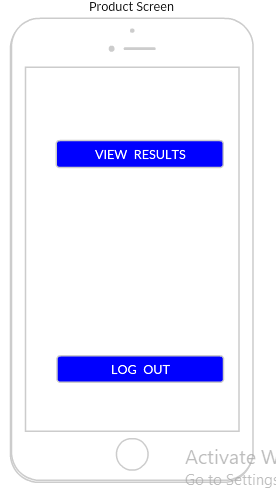 Product Screen
VIEW RESULTS
LOG OUT
Activate W
Go to Settings